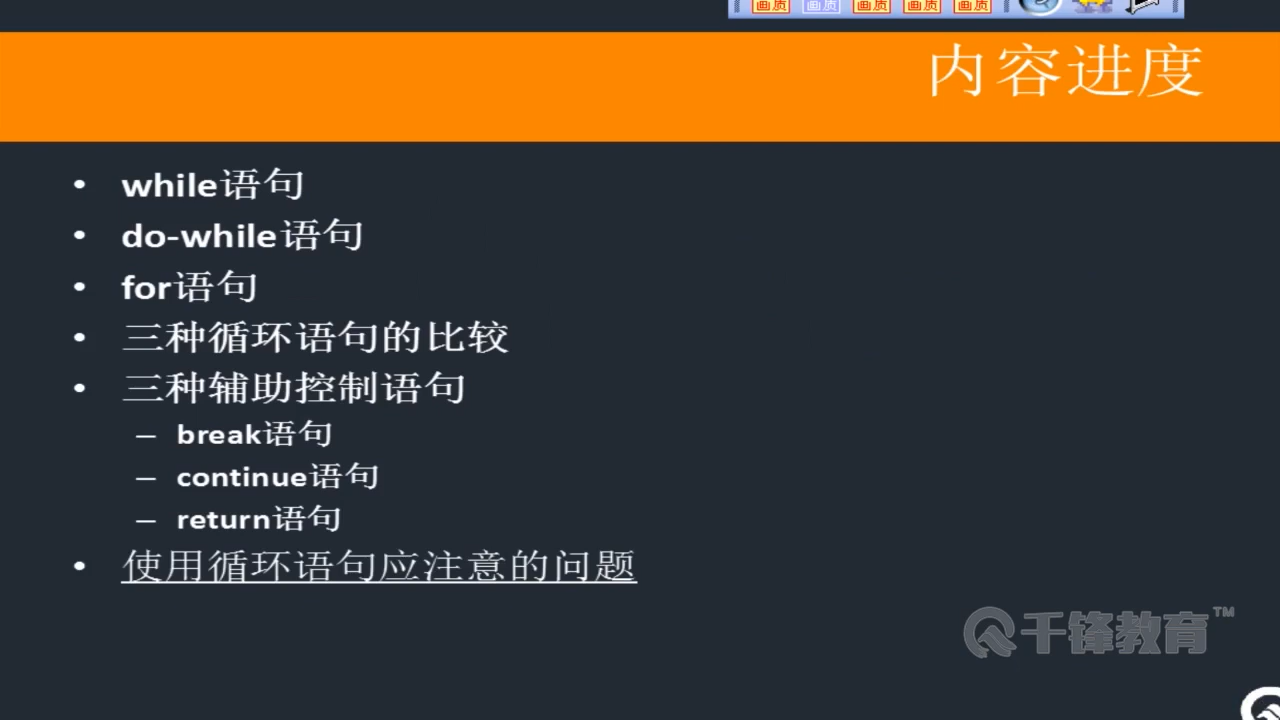 画质 画质 画质 画质 画质
内容进度
• while语句
• do-while语句
• for语句
• 三种循环语句的比较
• 三种辅助控制语句
– break语句
– continue语句
– return语句
• 使用循环语句应注意的问题
千锋教育™